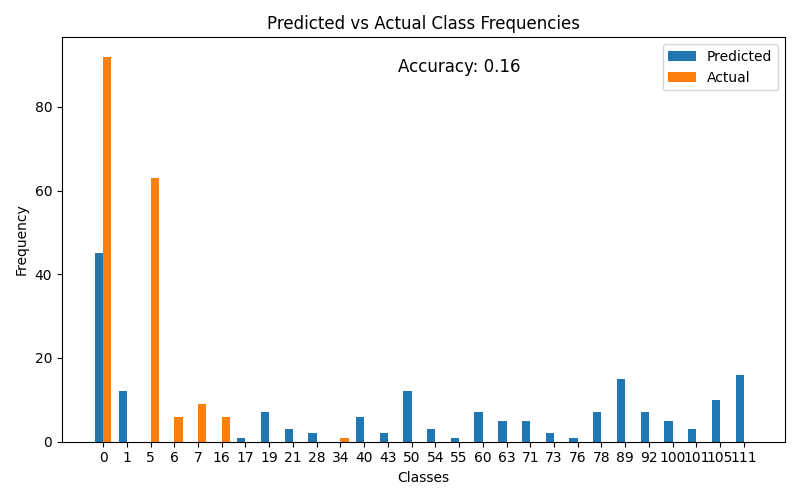 Predicted vs Actual Class Frequencies
Accuracy: 0.16
Predicted
Actual
Frequency
80
60
40
20
0
0 1 5 6 7 16 17 19 21 28 34 40 43 50 54 55 60 63 71 73 76 78 89 92 100 101 105 111
Classes